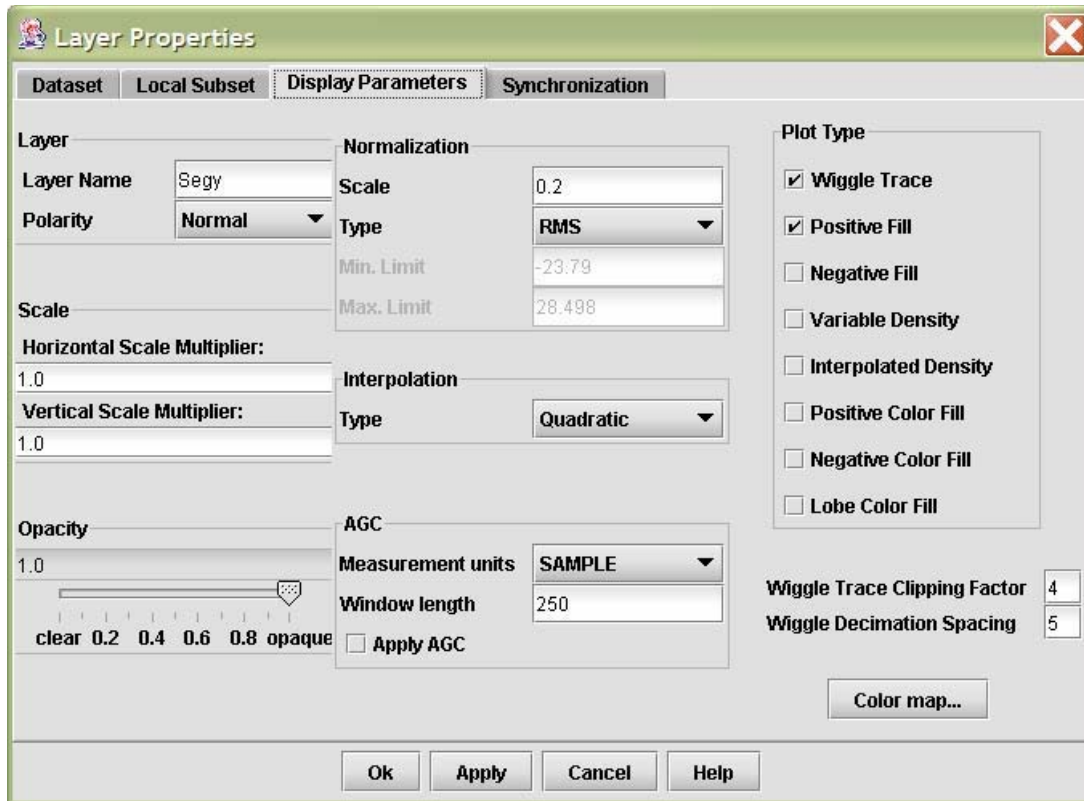 Layer Properties
Dataset
Local Subset
Display Parameters
Synchronization
Layer
Layer Name
Segy
Polarity
Normal
Scale
Horizontal Scale Multiplier:
1.0
Vertical Scale Multiplier:
1.0
Opacity
1.0
clear 0.2 0.4 0.6 0.8 opaque
Normalization
Scale
0.2
Type
RMS
Min. Limit
-23.79
Max. Limit
28.498
Interpolation
Type
Quadratic
AGC
Measurement units
SAMPLE
Window length
250
Apply AGC
Plot Type
Wiggle Trace
Positive Fill
Negative Fill
Variable Density
Interpolated Density
Positive Color Fill
Negative Color Fill
Lobe Color Fill
Wiggle Trace Clipping Factor
4
Wiggle Decimation Spacing
5
Color map...
Ok
Apply
Cancel
Help